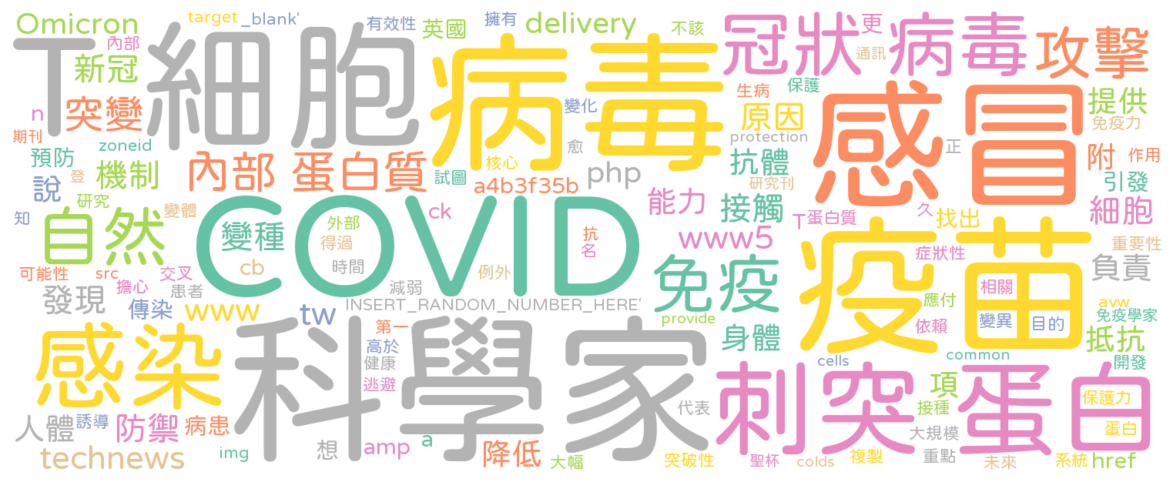 Omicron
target
_blank'
有效性
英國
擁有
delivery
不該
冠狀病毒
更
攻擊
內部
新冠
T細胞
病毒
通訊
保護
生病
感冒
提供
免疫力
n
突變
變化
原因
protection
正
附
作用
期刊
zoneid
預防
登
機制
內部
蛋白質
核心
愈
試圖
php
抗體
研究刊
引發
說
研究
a4b3f35b
能力
接觸
T
蛋白質
久
找出
細胞
知
自然
變體
變種
COVID
外部
得過
時間
ck
抗
名
www5
疫苗
症狀性
重要性
負責
可能性
src
擔心
交叉
cb
患者
例外
減弱
免疫
相關
avw
發現
傳染
www
tw
INSERT_RANDOM_NUMBER_HERE'
provide
應付
依賴
變異
目的
免疫學家
抵抗
感染
科學家
第一
高於
健康
逃避
身體
cells
common
開發
刺突蛋白
項
接種
保護力
蛋白
代表
人體
誘導
防禦
病患
想
amp
a
降低
大規模
重點
technews
img
大幅
突破性
聖杯
colds
複製
未來
系統
href